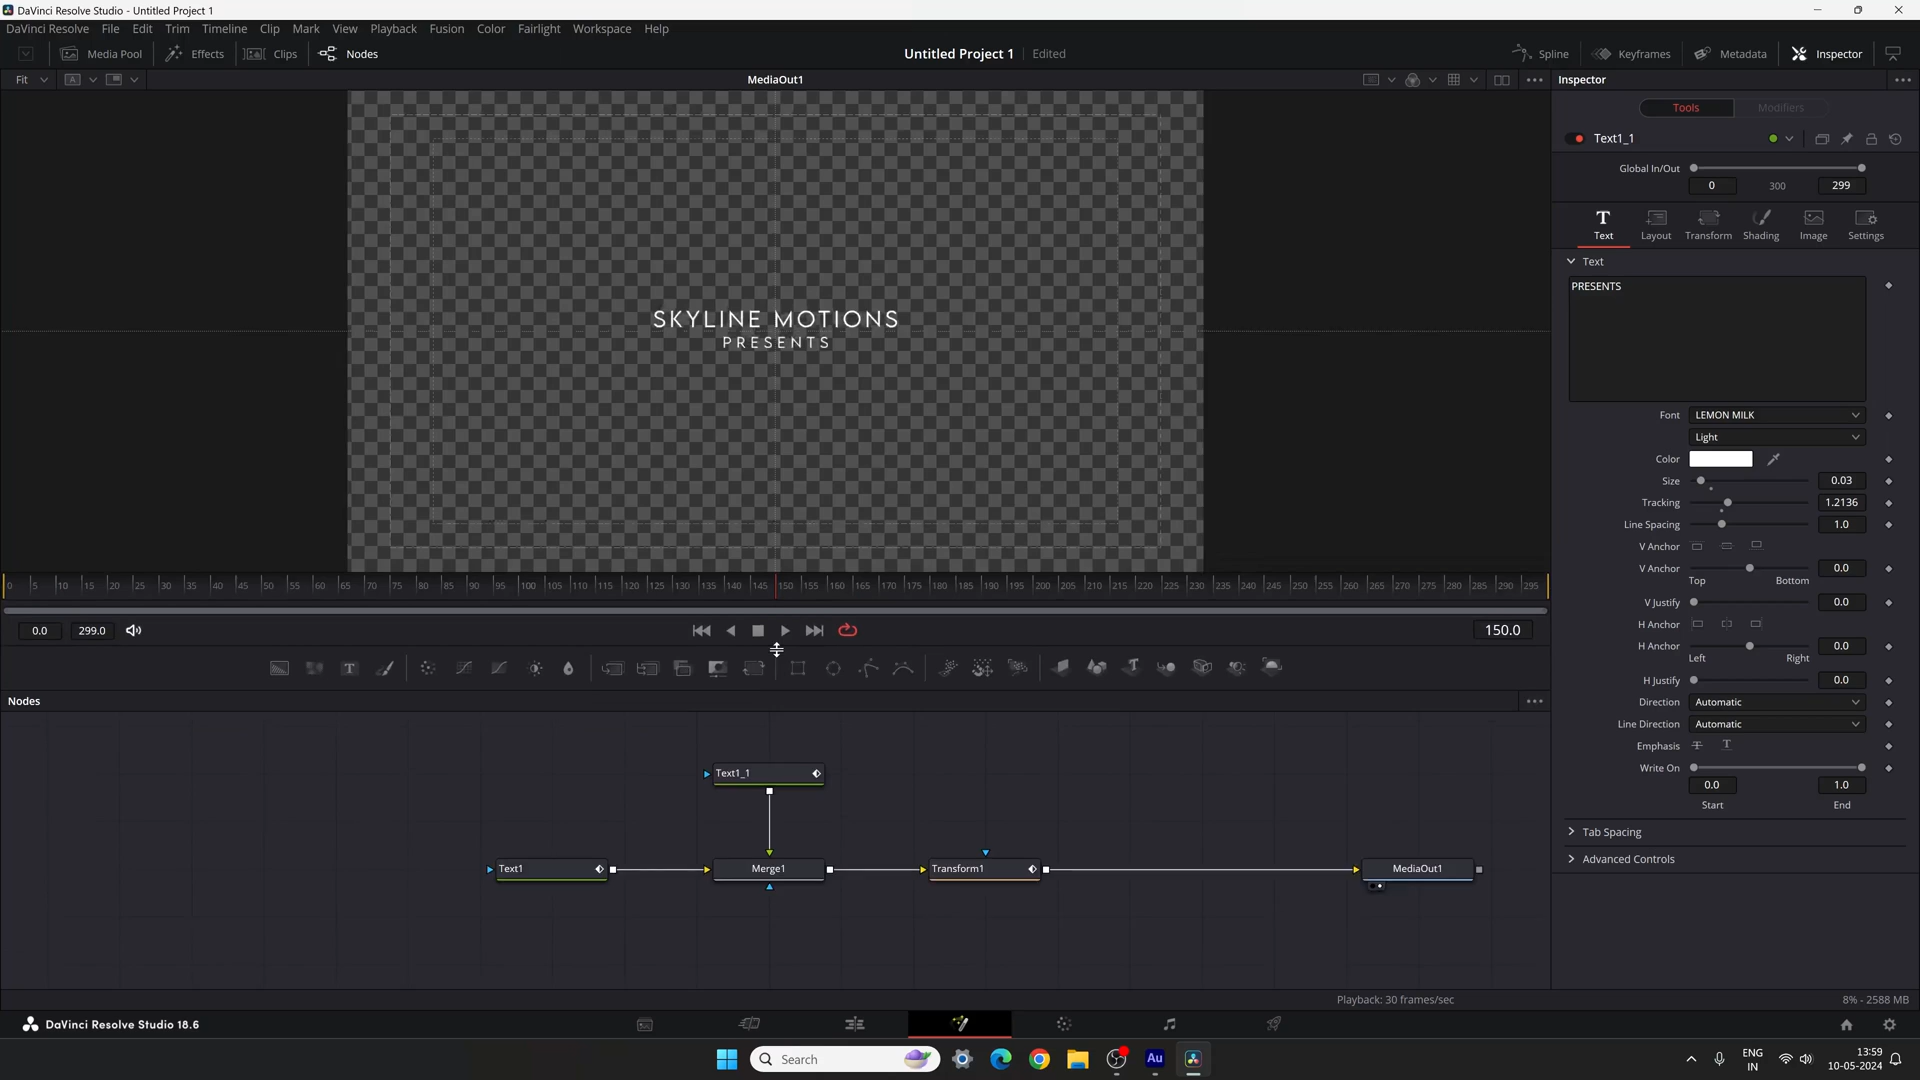 DaVinci Resolve Studio - Untitled Project 1
DaVinci Resolve File Edit Trim Timeline Clip Mark View Playback Fusion Color Fairlight Workspace Help
Media Pool Effects Clips Nodes Untitled Project 1 Edited Spline Keyframes Metadata Inspector
Fit MediaOut1 Inspector
Tools Modifiers
Text1_1
Global In/Out
0 300 299
Text Layout Transform Shading Image Settings
Text
PRESENTS
SKYLINE MOTIONS
PRESENTS
Font LEMON MILK
Light
Color
Size 0.03
Tracking 1.2136
Line Spacing 1.0
V Anchor
V Anchor 0.0
Top Bottom
V Justify 0.0
H Anchor
H Anchor 0.0
Left Right
H Justify 0.0
Direction Automatic
Line Direction Automatic
Emphasis
Write On
0.0 1.0
Start End
Tab Spacing
Advanced Controls
0 5 10 15 20 25 30 35 40 45 50 55 60 65 70 75 80 85 90 95 100 105 110 115 120 125 130 135 140 145 150 155 160 165 170 175 180 185 190 195 200 205 210 215 220 225 230 235 240 245 250 255 260 265 270 275 280 285 290 295
0.0 299.0 150.0
Nodes
Text1_1
Text1 Merge1 Transform1 MediaOut1
Playback: 30 frames/sec 8% - 2588 MB
DaVinci Resolve Studio 18.6
Search
Au
ENG
IN
13:59
10-05-2024